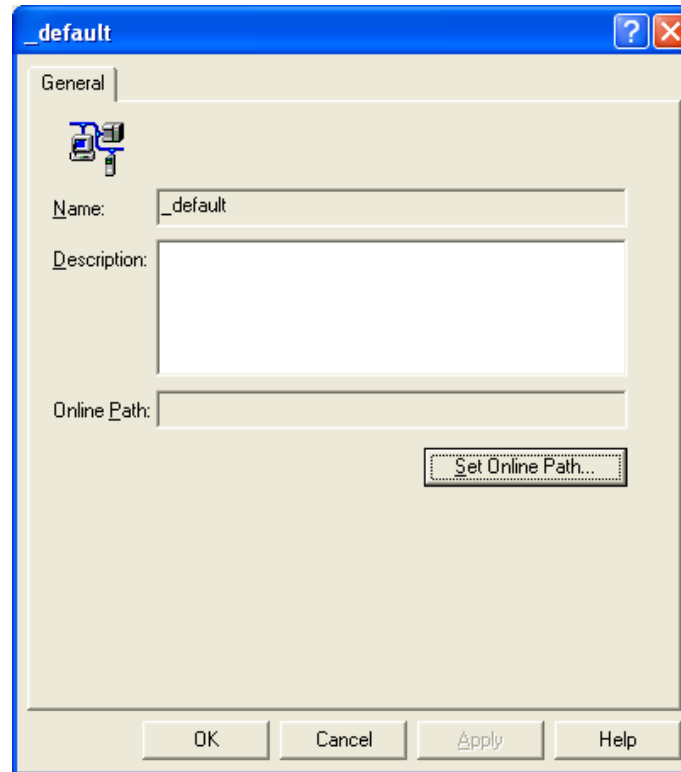 _default
General
Name: _default
Description:
Online Path:
Set Online Path...
OK Cancel Apply Help